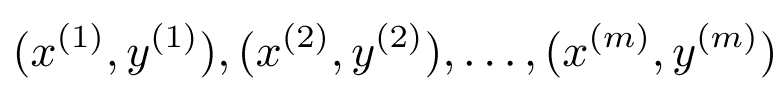 (x^{(1)}, y^{(1)}), (x^{(2)}, y^{(2)}), \ldots, (x^{(m)}, y^{(m)})